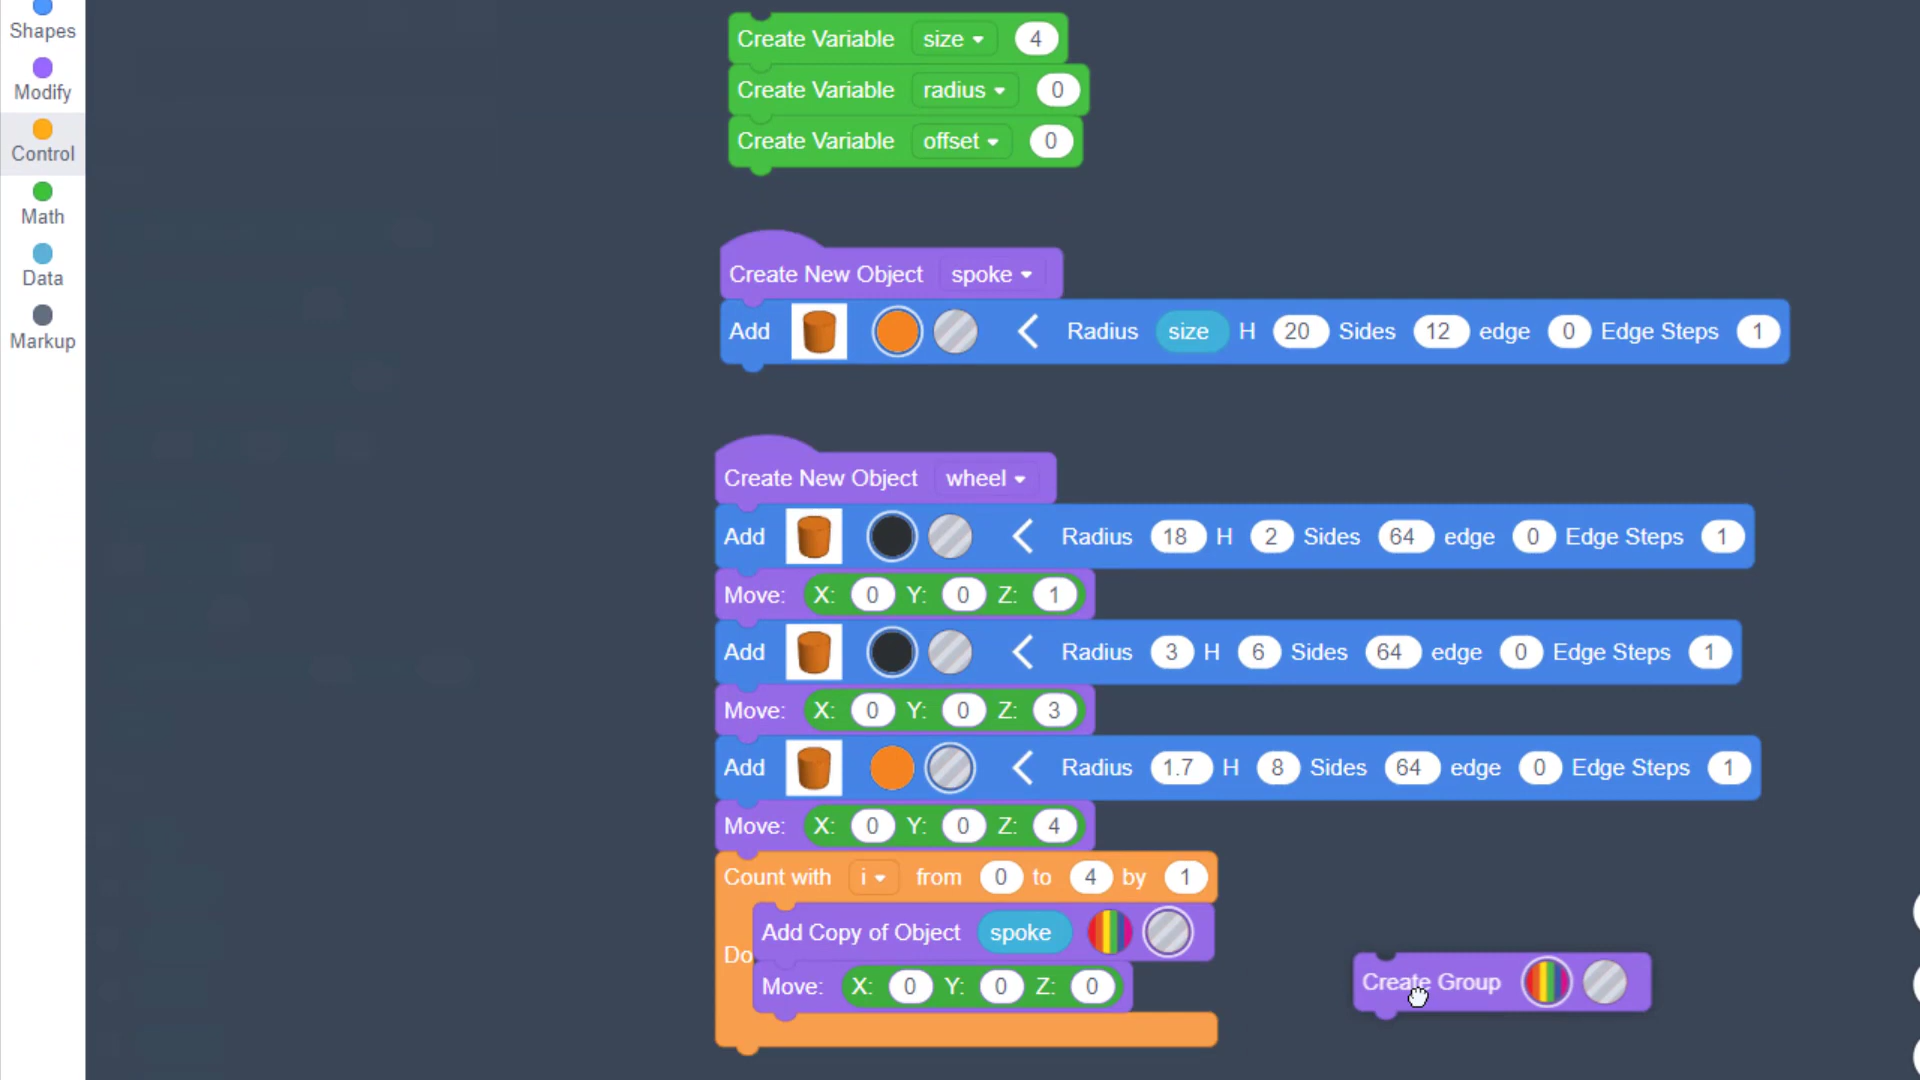 Shapes
Modify
Control
Math
Data
Markup
Create Variable size 4
Create Variable radius 0
Create Variable offset 0
Create New Object spoke
Add Radius size H 20 Sides 12 edge 0 Edge Steps 1
Create New Object wheel
Add Radius 18 H 2 Sides 64 edge 0 Edge Steps 1
Move: X: 0 Y: 0 Z: 1
Add Radius 3 H 6 Sides 64 edge 0 Edge Steps 1
Move: X: 0 Y: 0 Z: 3
Add Radius 1.7 H 8 Sides 64 edge 0 Edge Steps 1
Move: X: 0 Y: 0 Z: 4
Count with i from 0 to 4 by 1
Add Copy of Object spoke
Do
Move: X: 0 Y: 0 Z: 0
Create Group